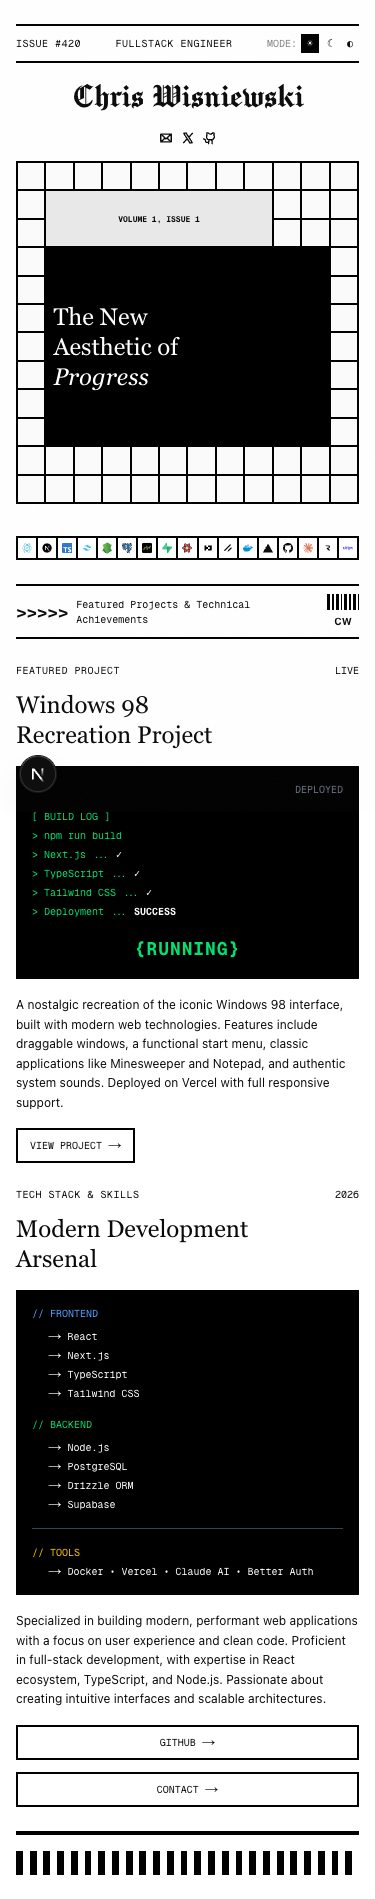 ISSUE #420 FULLSTACK ENGINEER MODE:
Chris Wisniewski
VOLUME 1, ISSUE 1
The New
Aesthetic of
Progress
TS
>>>>> Featured Projects & Technical
Achievements
CW
FEATURED PROJECT LIVE
Windows 98
Recreation Project
N
DEPLOYED
[ BUILD LOG ]
> npm run build
> Next.js ... ✓
> TypeScript ... ✓
> Tailwind CSS ... ✓
> Deployment ... SUCCESS
{RUNNING}
A nostalgic recreation of the iconic Windows 98 interface,
built with modern web technologies. Features include
draggable windows, a functional start menu, classic
applications like Minesweeper and Notepad, and authentic
system sounds. Deployed on Vercel with full responsive
support.
VIEW PROJECT →
TECH STACK & SKILLS 2026
Modern Development
Arsenal
// FRONTEND
→ React
→ Next.js
→ TypeScript
→ Tailwind CSS
// BACKEND
→ Node.js
→ PostgreSQL
→ Drizzle ORM
→ Supabase
// TOOLS
→ Docker • Vercel • Claude AI • Better Auth
Specialized in building modern, performant web applications
with a focus on user experience and clean code. Proficient
in full-stack development, with expertise in React
ecosystem, TypeScript, and Node.js. Passionate about
creating intuitive interfaces and scalable architectures.
GITHUB →
CONTACT →